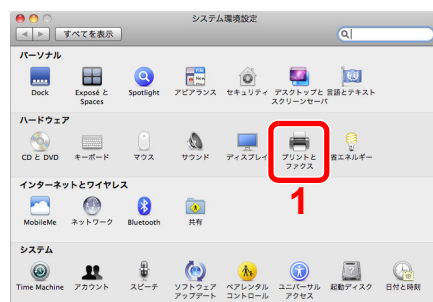 システム環境設定
すべてを表示
パーソナル
Dock
Exposé と
Spaces
Spotlight
アピアランス
セキュリティ
デスクトップと
スクリーンセーバ
言語とテキスト
ハードウェア
CD と DVD
キーボード
マウス
サウンド
ディスプレイ
プリントと
ファクス
省エネルギー
1
インターネットとワイヤレス
MobileMe
ネットワーク
Bluetooth
共有
システム
Time Machine
アカウント
スピーチ
ソフトウェア
アップデート
ペアレンタル
コントロール
ユニバーサル
アクセス
起動ディスク
日付と時刻